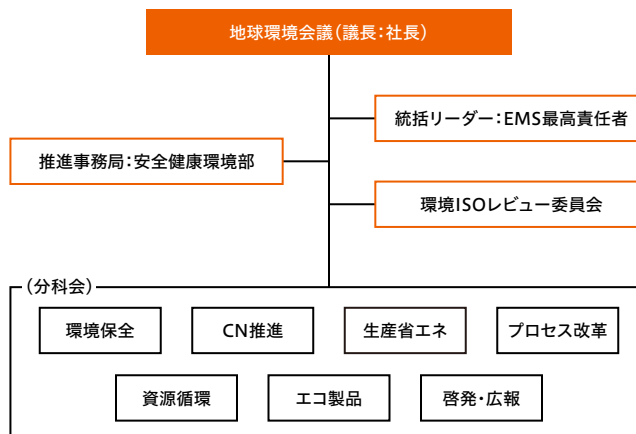 地球環境会議(議長:社長)
統括リーダー:EMS最高責任者
推進事務局:安全健康環境部
環境ISOレビュー委員会
(分科会)
環境保全
CN推進
生産省エネ
プロセス改革
資源循環
エコ製品
啓発・広報